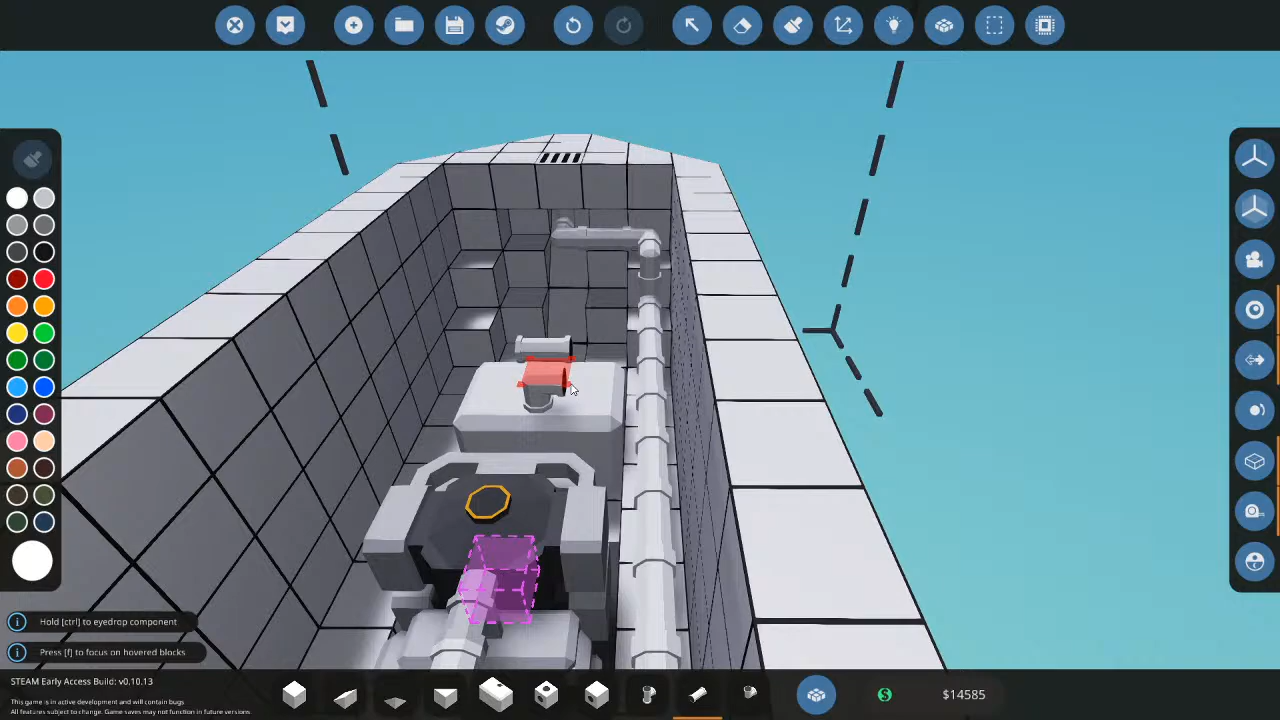 Hold [ctrl] to eyedrop component
Press [f] to focus on hovered blocks
STEAM Early Access Build: v0.10.13
This game is in active development and will contain bugs
All features subject to change. Game saves may not function in future versions
$14585